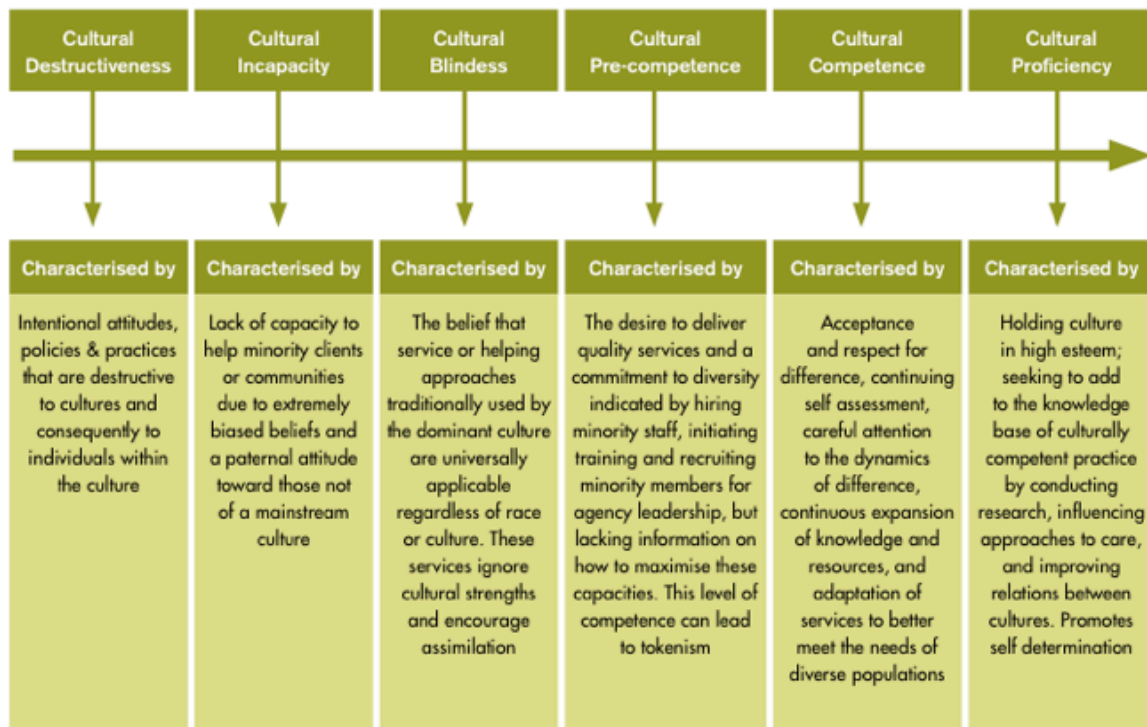 Cultural
Destructiveness
Cultural
Incapacity
Cultural
Blindess
Cultural
Pre-competence
Cultural
Competence
Cultural
Proficiency
Characterised by
Intentional attitudes,
policies & practices
that are destructive
to cultures and
consequently to
individuals within
the culture
Characterised by
Lack of capacity to
help minority clients
or communities
due to extremely
biased beliefs and
a paternal attitude
toward those not
of a mainstream
culture
Characterised by
The belief that
service or helping
approaches
traditionally used by
the dominant culture
are universally
applicable
regardless of race
or culture. These
services ignore
cultural strengths
and encourage
assimilation
Characterised by
The desire to deliver
quality services and a
commitment to diversity
indicated by hiring
minority staff, initiating
training and recruiting
minority members for
agency leadership, but
lacking information on
how to maximise these
capacities. This level of
competence can lead
to tokenism
Characterised by
Acceptance
and respect for
difference, continuing
self assessment,
careful attention
to the dynamics
of difference,
continuous expansion
of knowledge and
resources, and
adaptation of
services to better
meet the needs of
diverse populations
Characterised by
Holding culture
in high esteem;
seeking to add
to the knowledge
base of culturally
competent practice
by conducting
research, influencing
approaches to care,
and improving
relations between
cultures. Promotes
self determination